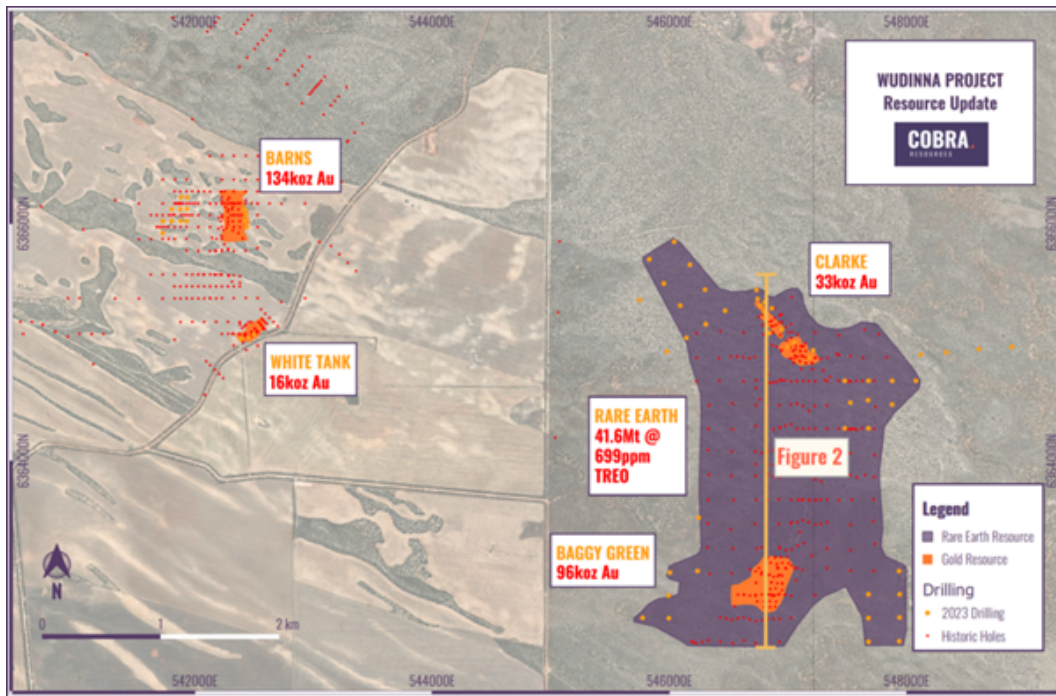 542000E
544000E
546000E
548000E
WUDINNA PROJECT
Resource Update
COBRA.
RESOURCES
BARNS
134koz Au
6366000N
6366000N
CLARKE
33koz Au
WHITE TANK
16koz Au
RARE EARTH
41.6Mt @
699ppm
TREO
Figure 2
6364000N
6364000N
BAGGY GREEN
96koz Au
Legend
Rare Earth Resource
Gold Resource
Drilling
2023 Drilling
Historic Holes
N
0
1
2 km
542000E
544000E
546000E
548000E